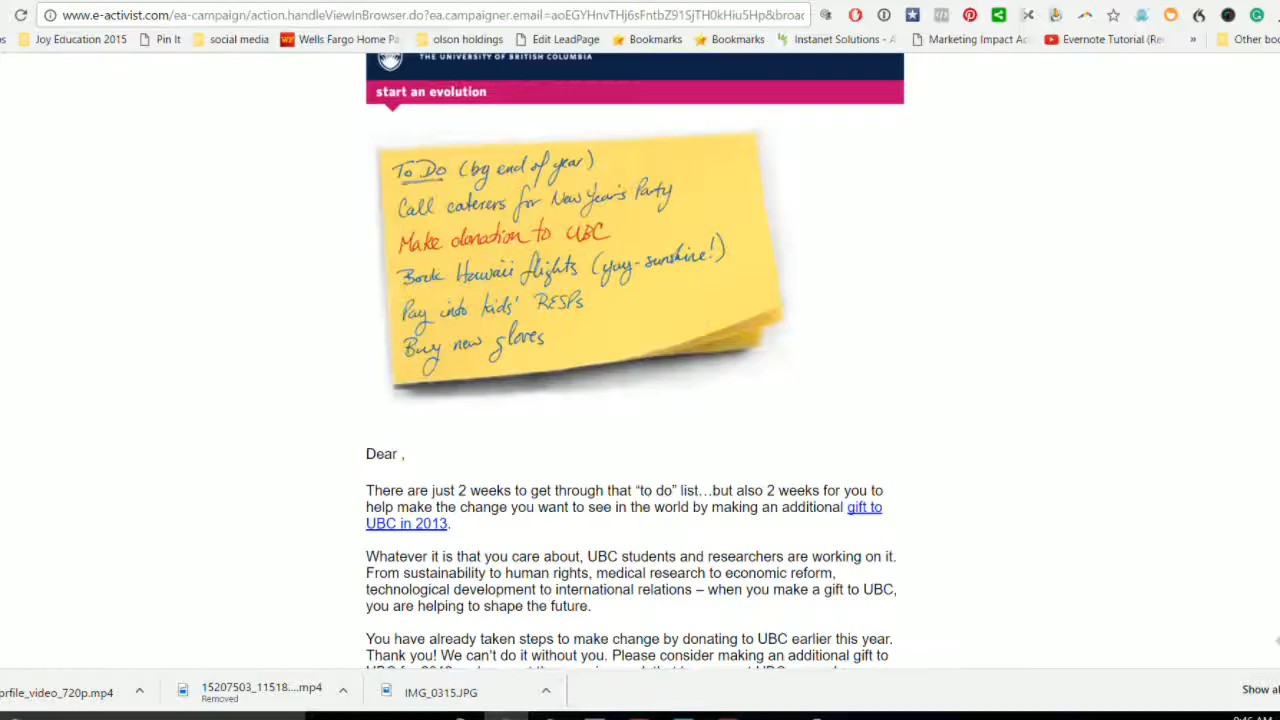 www.e-activist.com/ea-campaign/action.handleViewInBrowser.do?ea.campaigner.email=aoEGYHnvTHj6sFntbZ91SjTH0kHiu5Hp&broad
Joy Education 2015 Pin It social media Wells Fargo Home Pa olson holdings Edit LeadPage Bookmarks Bookmarks Instanet Solutions - A Marketing Impact Ac Evernote Tutorial (Re » Other boo
THE UNIVERSITY OF BRITISH COLUMBIA
start an evolution
To Do (by end of year)
Call caterers for New Year's Party
Make donation to UBC
Book Hawaii flights (yay-sunshine!)
Pay into kids' RESPs
Buy new gloves
Dear ,
There are just 2 weeks to get through that “to do” list…but also 2 weeks for you to
help make the change you want to see in the world by making an additional gift to
UBC in 2013.
Whatever it is that you care about, UBC students and researchers are working on it.
From sustainability to human rights, medical research to economic reform,
technological development to international relations – when you make a gift to UBC,
you are helping to shape the future.
You have already taken steps to make change by donating to UBC earlier this year.
Thank you! We can't do it without you. Please consider making an additional gift to
prfile_video_720p.mp4 15207503_11518....mp4 IMG_0315.JPG Show al
Removed